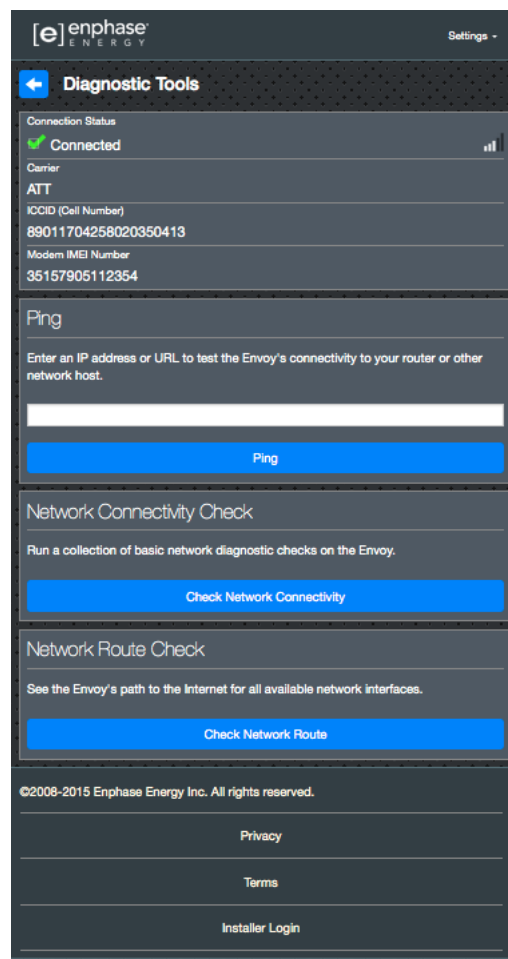 [e] enphase
ENERGY
Settings
Diagnostic Tools
Connection Status
Connected
Carrier
ATT
ICCID (Cell Number)
89011704258020350413
Modem IMEI Number
35157905112354
Ping
Enter an IP address or URL to test the Envoy's connectivity to your router or other
network host.
Ping
Network Connectivity Check
Run a collection of basic network diagnostic checks on the Envoy.
Check Network Connectivity
Network Route Check
See the Envoy's path to the Internet for all available network interfaces.
Check Network Route
©2008-2015 Enphase Energy Inc. All rights reserved.
Privacy
Terms
Installer Login